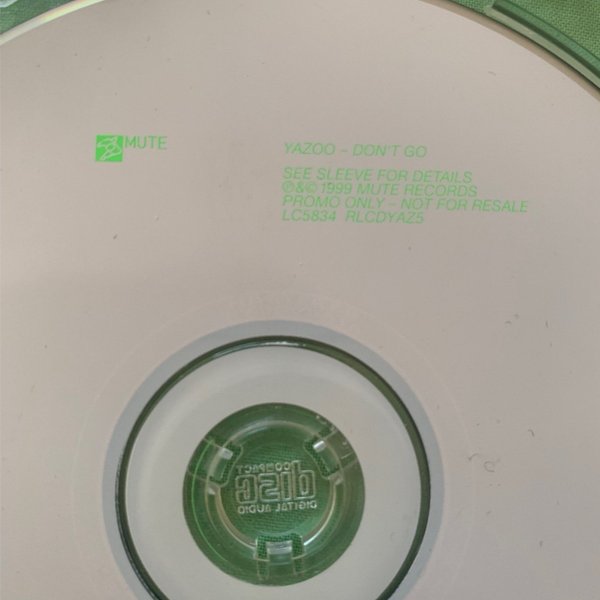 MUTE
YAZOO – DON'T GO
SEE SLEEVE FOR DETAILS
℗&© 1999 MUTE RECORDS
PROMO ONLY – NOT FOR RESALE
LC5834 RLCDYAZ5
COMPACT
disc
DIGITAL AUDIO